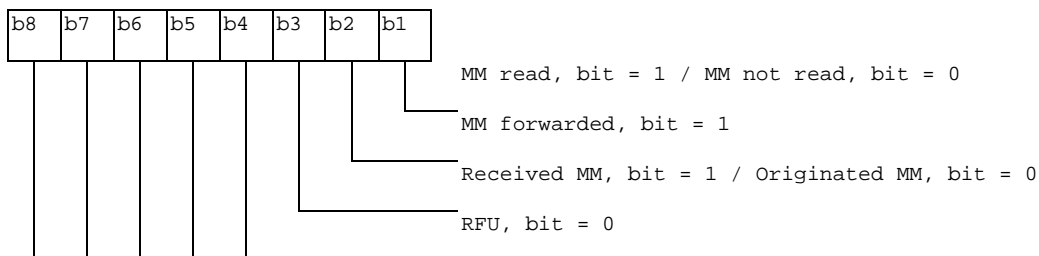 b8 b7 b6 b5 b4 b3 b2 b1
MM read, bit = 1 / MM not read, bit = 0
MM forwarded, bit = 1
Received MM, bit = 1 / Originated MM, bit = 0
RFU, bit = 0